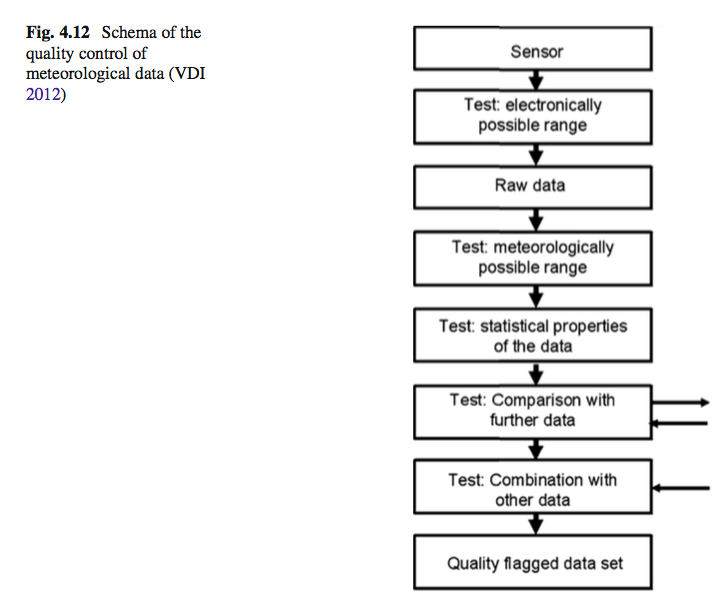 Fig. 4.12 Schema of the
quality control of
meteorological data (VDI
2012)
Sensor
Test: electronically
possible range
Raw data
Test: meteorologically
possible range
Test: statistical properties
of the data
Test: Comparison with
further data
Test: Combination with
other data
Quality flagged data set